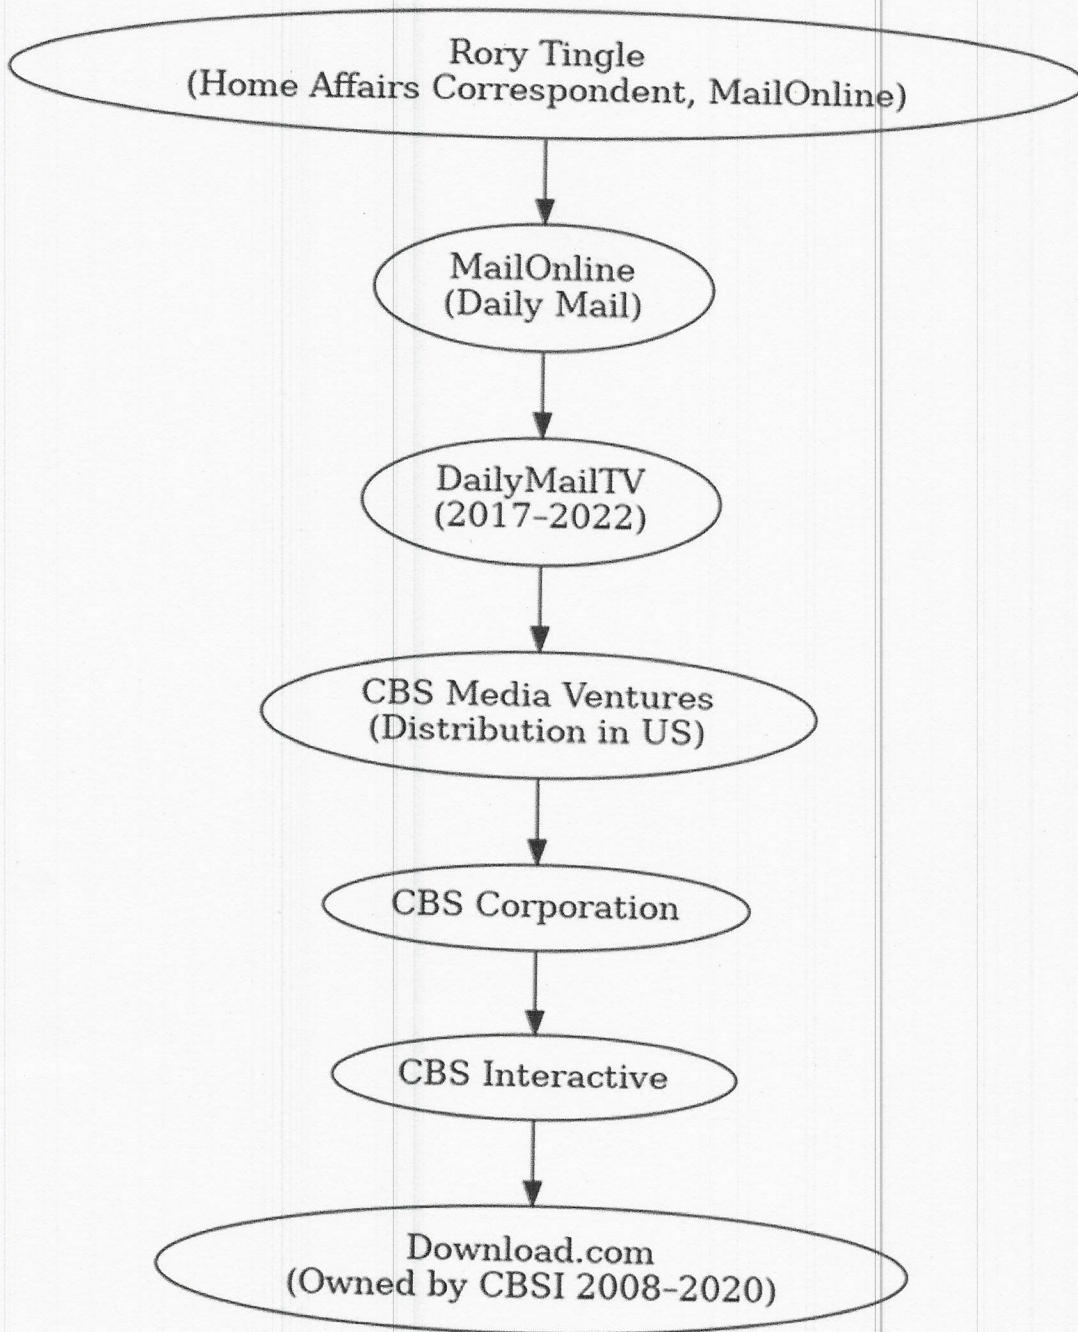 Rory Tingle
(Home Affairs Correspondent, MailOnline)
MailOnline
(Daily Mail)
DailyMailTV
(2017–2022)
CBS Media Ventures
(Distribution in US)
CBS Corporation
CBS Interactive
Download.com
(Owned by CBSI 2008–2020)